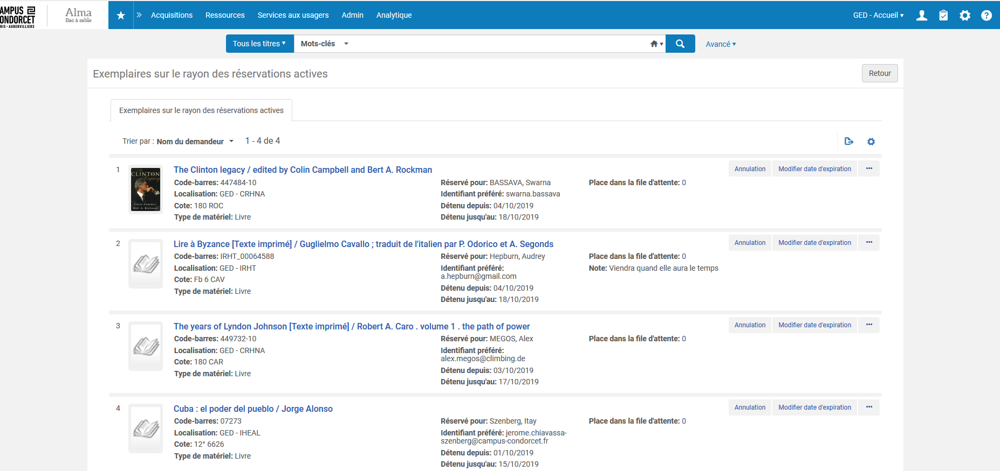 AMPUS
ONDORCET
RIS - AUBERVILLIERS
Alma
Bac à sable
Acquisitions
Ressources
Services aux usagers
Admin
Analytique
GED - Accueil
Tous les titres
Mots-clés
Avancé
Exemplaires sur le rayon des réservations actives
Retour
Exemplaires sur le rayon des réservations actives
Trier par : Nom du demandeur
1 - 4 de 4
1
CLINTON
Legacy
COLIN CAMPBELL
BERT A. ROCKMAN
The Clinton legacy / edited by Colin Campbell and Bert A. Rockman
Annulation
Modifier date d'expiration
Code-barres: 447484-10
Localisation: GED - CRHNA
Cote: 180 ROC
Type de matériel: Livre
Réservé pour: BASSAVA, Swarna
Identifiant préféré: swarna.bassava
Détenu depuis: 04/10/2019
Détenu jusqu'au: 18/10/2019
Place dans la file d'attente: 0
2
Lire à Byzance [Texte imprimé] / Guglielmo Cavallo ; traduit de l'italien par P. Odorico et A. Segonds
Annulation
Modifier date d'expiration
Code-barres: IRHT_00064588
Localisation: GED - IRHT
Cote: Fb 6 CAV
Type de matériel: Livre
Réservé pour: Hepburn, Audrey
Identifiant préféré:
a.hepburn@gmail.com
Détenu depuis: 04/10/2019
Détenu jusqu'au: 18/10/2019
Place dans la file d'attente: 0
Note: Viendra quand elle aura le temps
3
The years of Lyndon Johnson [Texte imprimé] / Robert A. Caro . volume 1 . the path of power
Annulation
Modifier date d'expiration
Code-barres: 449732-10
Localisation: GED - CRHNA
Cote: 180 CAR
Type de matériel: Livre
Réservé pour: MEGOS, Alex
Identifiant préféré:
alex.megos@climbing.de
Détenu depuis: 03/10/2019
Détenu jusqu'au: 17/10/2019
Place dans la file d'attente: 0
4
Cuba : el poder del pueblo / Jorge Alonso
Annulation
Modifier date d'expiration
Code-barres: 07273
Localisation: GED - IHEAL
Cote: 12° 6626
Type de matériel: Livre
Réservé pour: Szenberg, Itay
Identifiant préféré: jerome.chiavassa-
szenberg@campus-condorcet.fr
Détenu depuis: 01/10/2019
Détenu jusqu'au: 15/10/2019
Place dans la file d'attente: 0